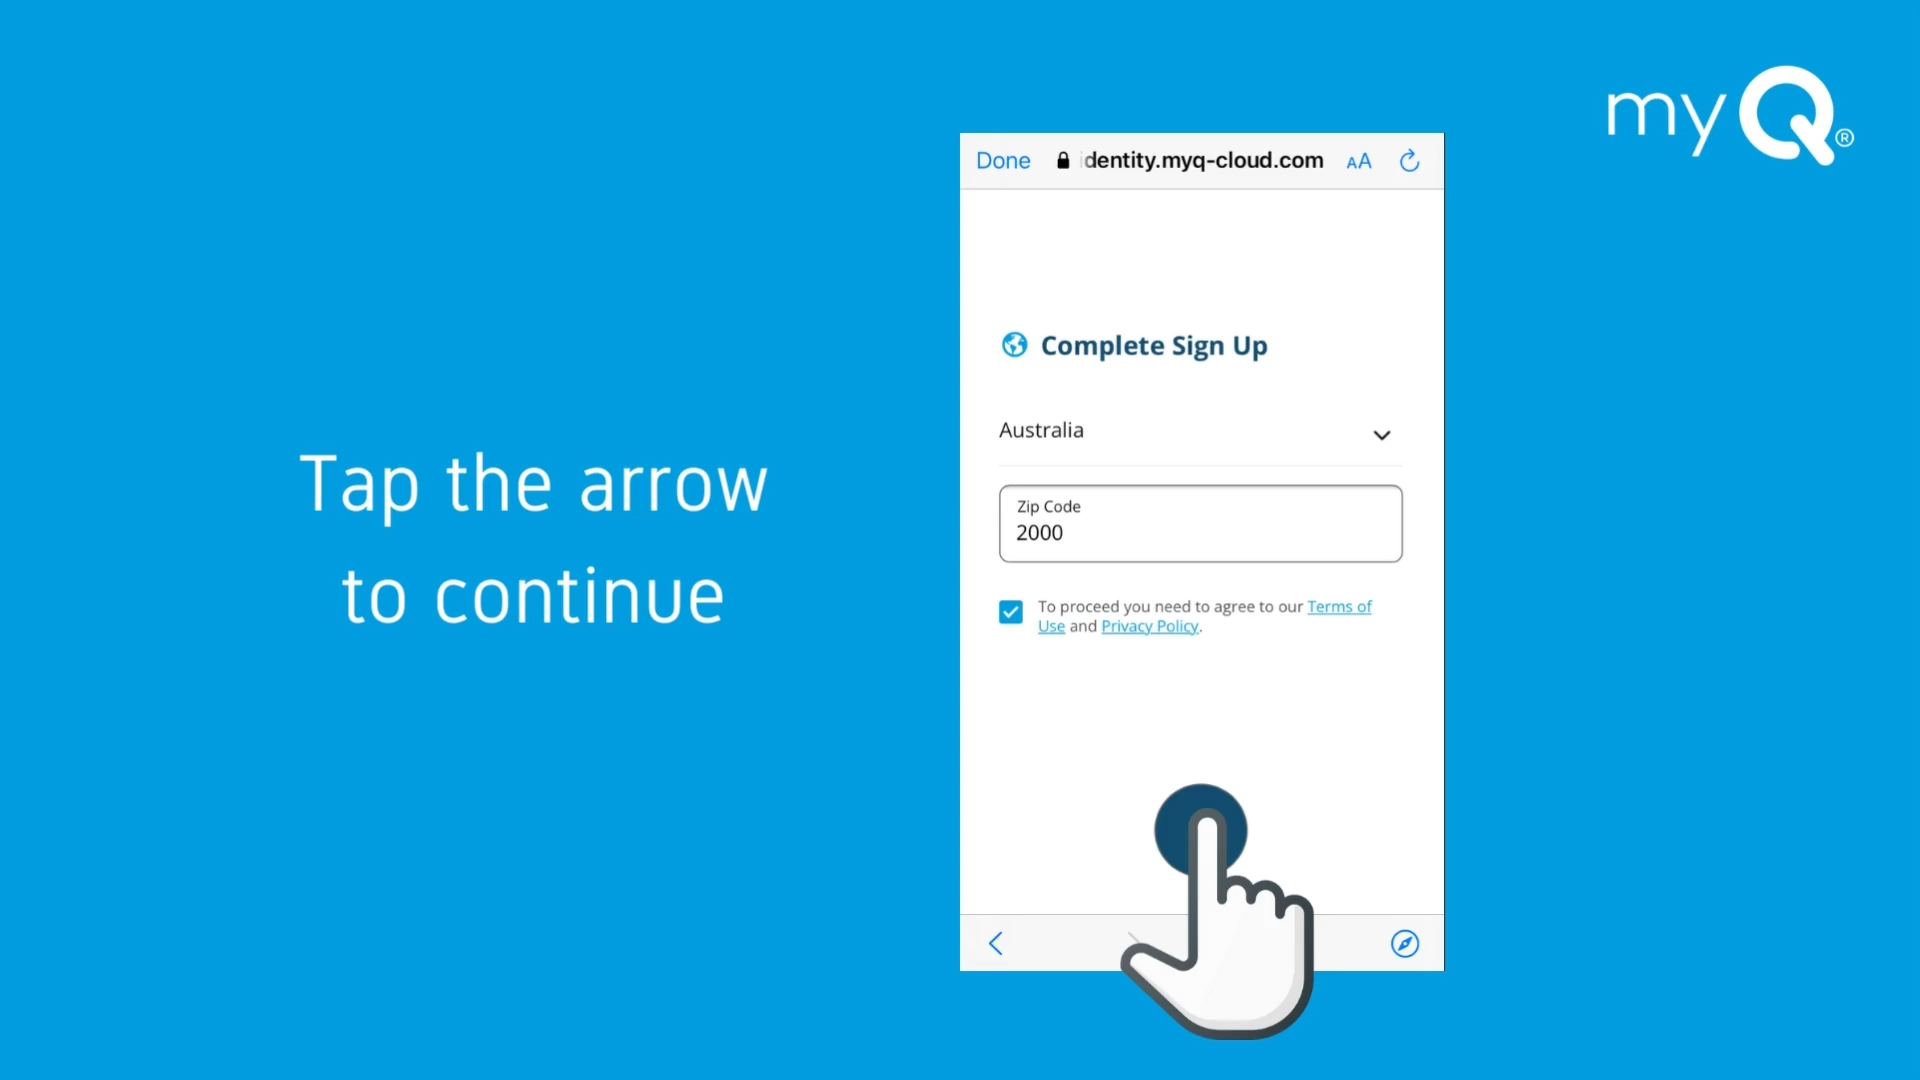 myQ®
Done dentity.myq-cloud.com AA
Complete Sign Up
Australia
Tap the arrow
to continue
Zip Code
2000
To proceed you need to agree to our Terms of
Use and Privacy Policy.